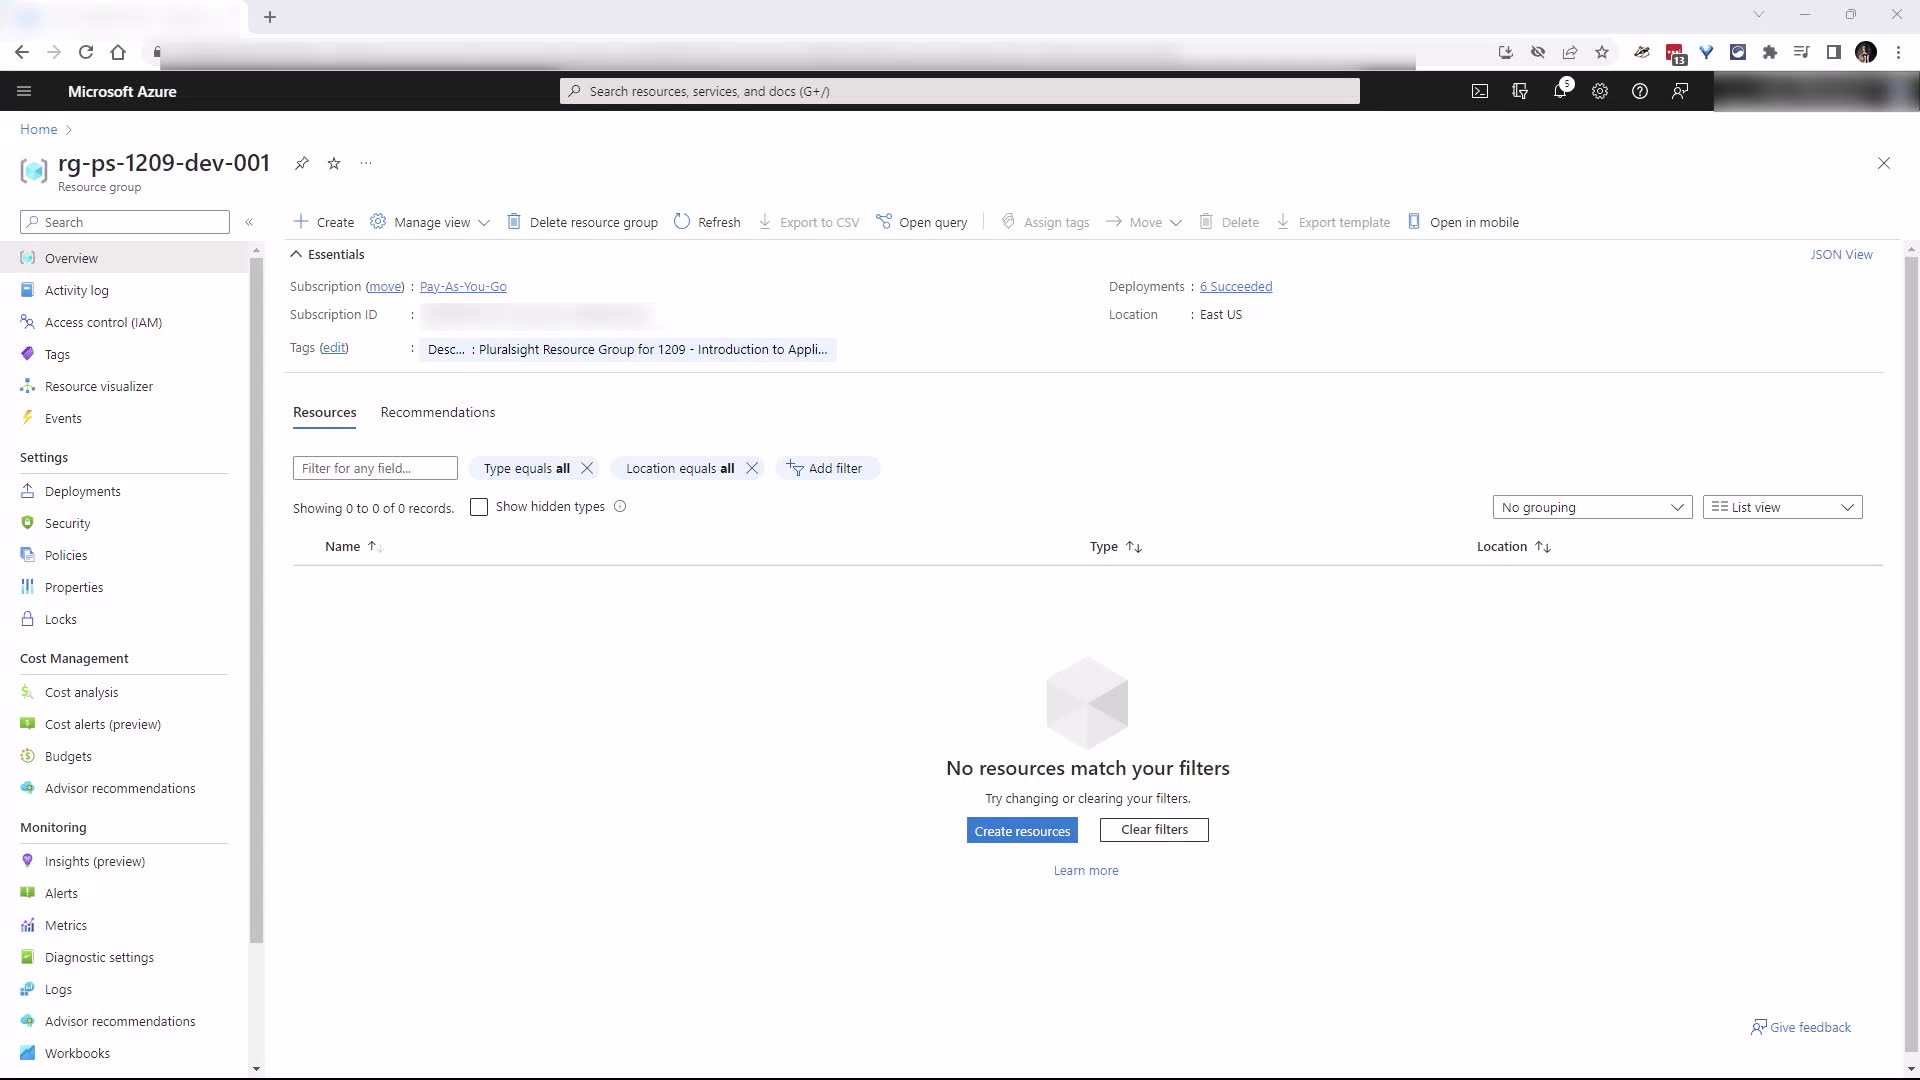 13
Microsoft Azure
Search resources, services, and docs (G+/)
5
Home
rg-ps-1209-dev-001
Resource group
Search
Create
Manage view
Delete resource group
Refresh
Export to CSV
Open query
Assign tags
Move
Delete
Export template
Open in mobile
Overview
Activity log
Access control (IAM)
Tags
Resource visualizer
Events
Settings
Deployments
Security
Policies
Properties
Locks
Cost Management
Cost analysis
Cost alerts (preview)
Budgets
Advisor recommendations
Monitoring
Insights (preview)
Alerts
Metrics
Diagnostic settings
Logs
Advisor recommendations
Workbooks
Essentials
JSON View
Subscription (move) : Pay-As-You-Go
Deployments : 6 Succeeded
Subscription ID :
Location : East US
Tags (edit) : Desc... : Pluralsight Resource Group for 1209 - Introduction to Appli...
Resources
Recommendations
Filter for any field...
Type equals all
Location equals all
Add filter
Showing 0 to 0 of 0 records.
Show hidden types
No grouping
List view
Name
Type
Location
No resources match your filters
Try changing or clearing your filters.
Create resources
Clear filters
Learn more
Give feedback